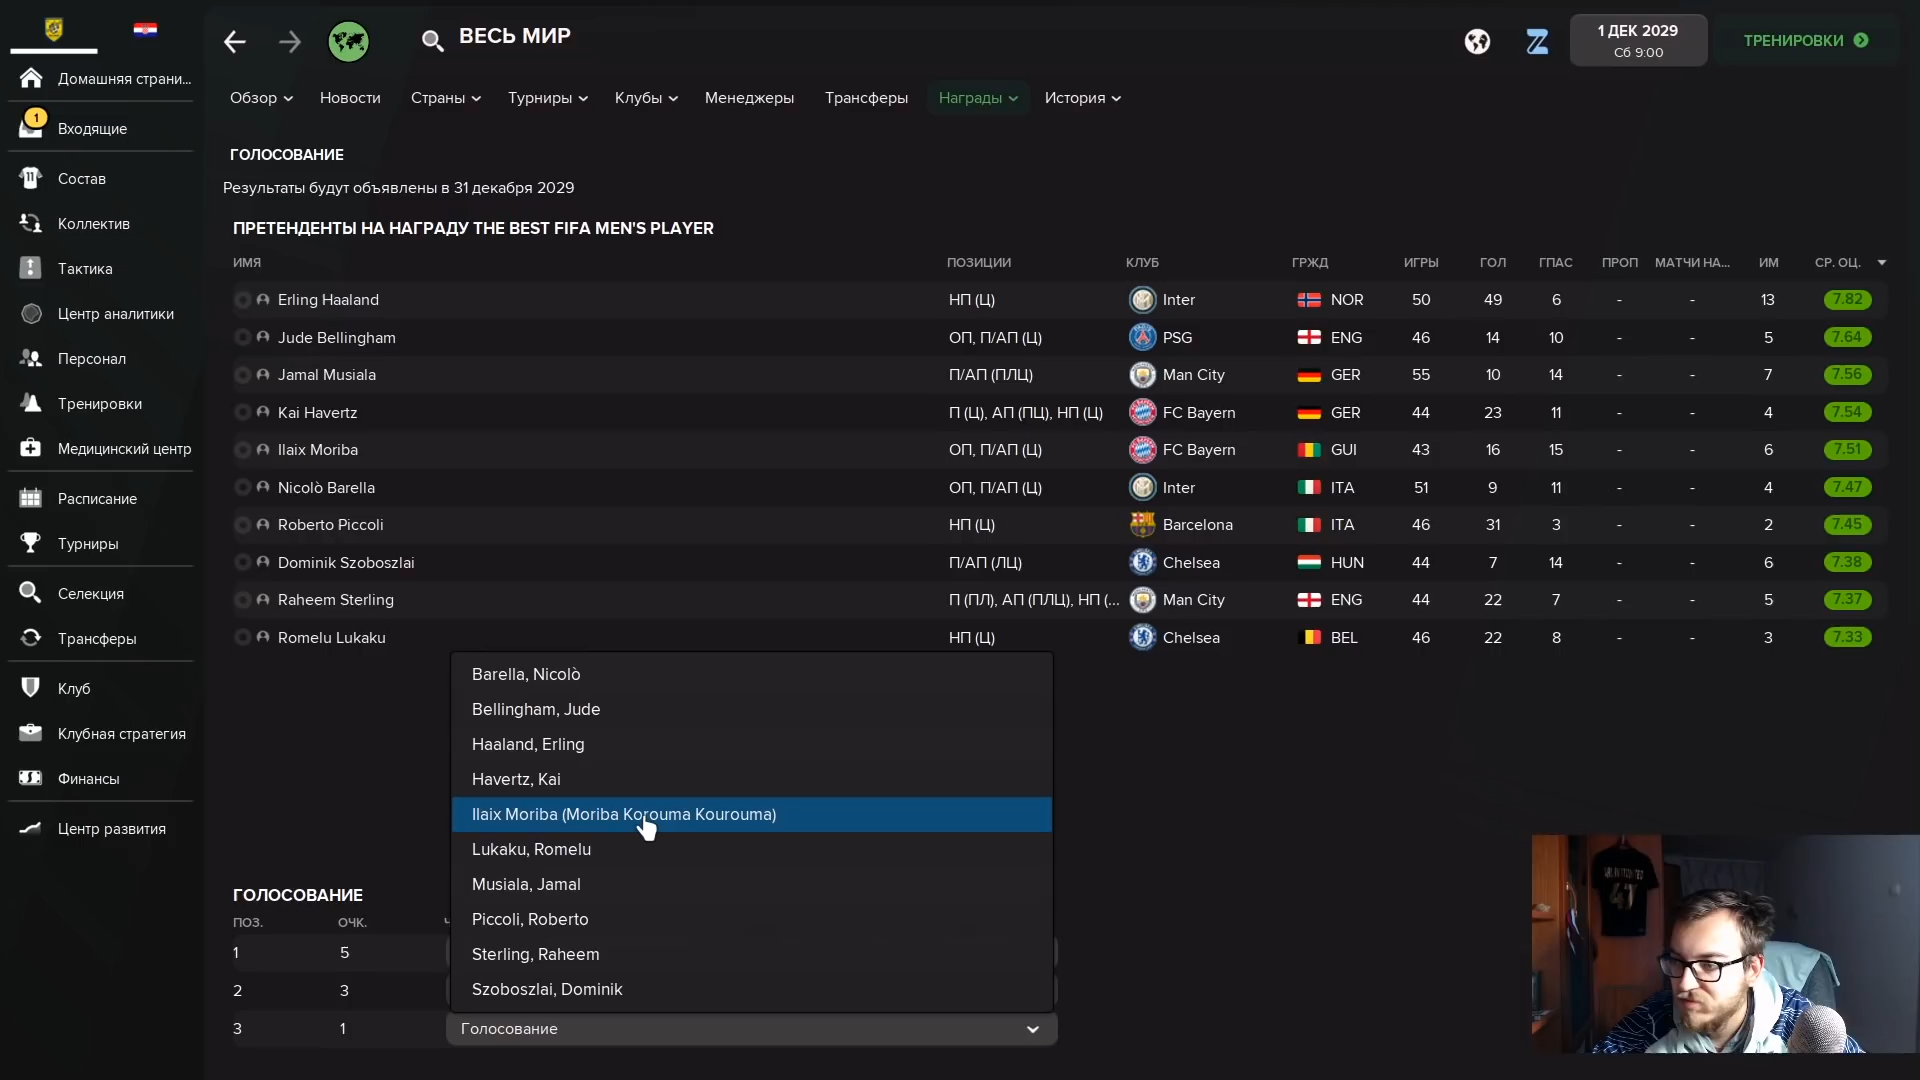 ВЕСЬ МИР
1 ДЕК 2029
Сб 9:00
ТРЕНИРОВКИ
Домашняя страни...
1
Входящие
Состав
Коллектив
Тактика
Центр аналитики
Персонал
Тренировки
Медицинский центр
Расписание
Турниры
Селекция
Трансферы
Клуб
Клубная стратегия
Финансы
Центр развития
Обзор Новости Страны Турниры Клубы Менеджеры Трансферы Награды История
ГОЛОСОВАНИЕ
Результаты будут объявлены в 31 декабря 2029
ПРЕТЕНДЕНТЫ НА НАГРАДУ THE BEST FIFA MEN'S PLAYER
ИМЯ ПОЗИЦИИ КЛУБ ГРЖД ИГРЫ ГОЛ ГПАС ПРОП МАТЧИ НА... ИМ СР. ОЦ.
Erling Haaland НП (Ц) Inter NOR 50 49 6 - - 13 7.82
Jude Bellingham ОП, П/АП (Ц) PSG ENG 46 14 10 - - 5 7.64
Jamal Musiala П/АП (ПЛЦ) Man City GER 55 10 14 - - 7 7.56
Kai Havertz П (Ц), АП (ПЦ), НП (Ц) FC Bayern GER 44 23 11 - - 4 7.54
Ilaix Moriba ОП, П/АП (Ц) FC Bayern GUI 43 16 15 - - 6 7.51
Nicolò Barella ОП, П/АП (Ц) Inter ITA 51 9 11 - - 4 7.47
Roberto Piccoli НП (Ц) Barcelona ITA 46 31 3 - - 2 7.45
Dominik Szoboszlai П/АП (ЛЦ) Chelsea HUN 44 7 14 - - 6 7.38
Raheem Sterling П (ПЛ), АП (ПЛЦ), НП (... Man City ENG 44 22 7 - - 5 7.37
Romelu Lukaku НП (Ц) Chelsea BEL 46 22 8 - - 3 7.33
Barella, Nicolò
Bellingham, Jude
Haaland, Erling
Havertz, Kai
Ilaix Moriba (Moriba Korouma Kourouma)
Lukaku, Romelu
Musiala, Jamal
Piccoli, Roberto
Sterling, Raheem
Szoboszlai, Dominik
ГОЛОСОВАНИЕ
ПОЗ. ОЧК.
1 5
2 3
3 1 Голосование